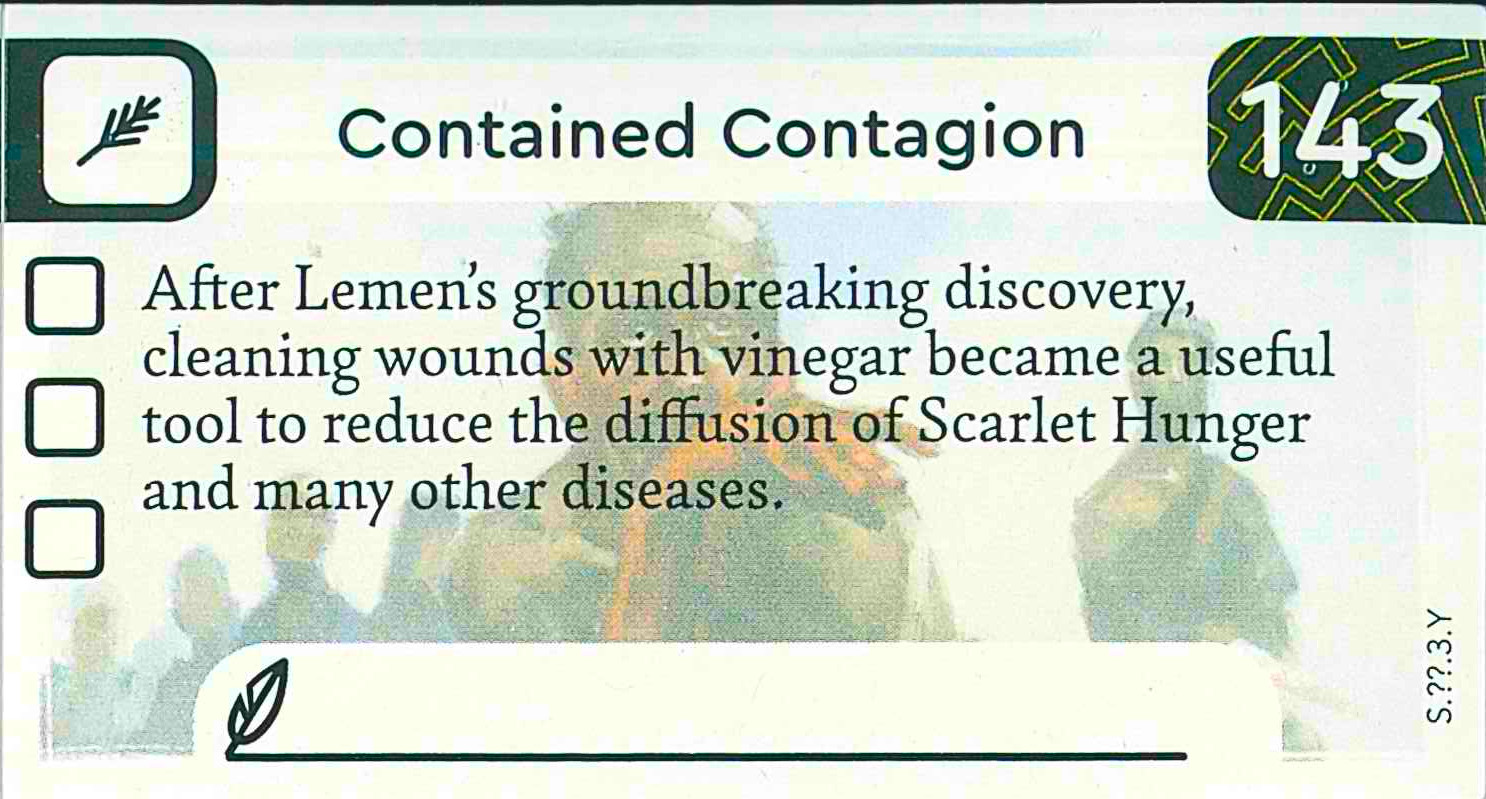 Contained Contagion
143
After Lemen's groundbreaking discovery,
cleaning wounds with vinegar became a useful
tool to reduce the diffusion of Scarlet Hunger
and many other diseases.
S.??.3.Y